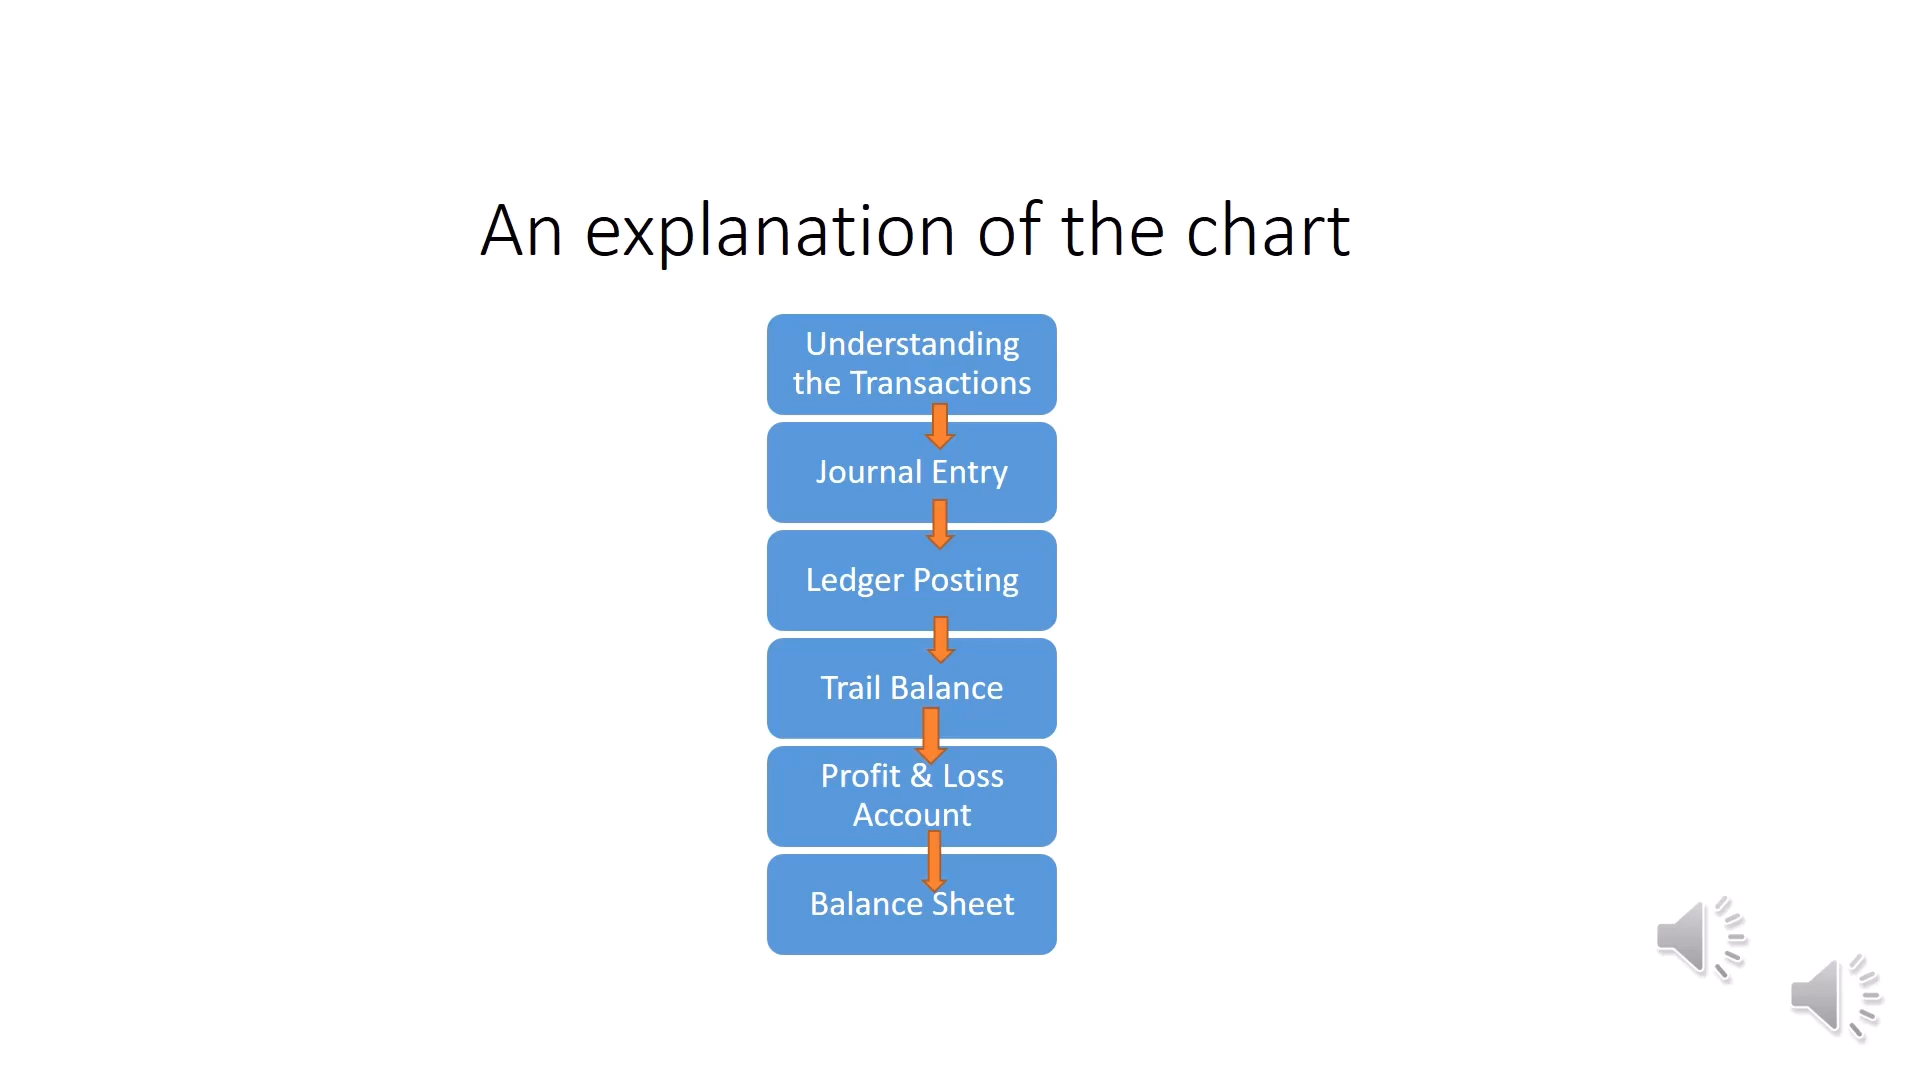 An explanation of the chart
Understanding
the Transactions
Journal Entry
Ledger Posting
Trail Balance
Profit & Loss
Account
Balance Sheet